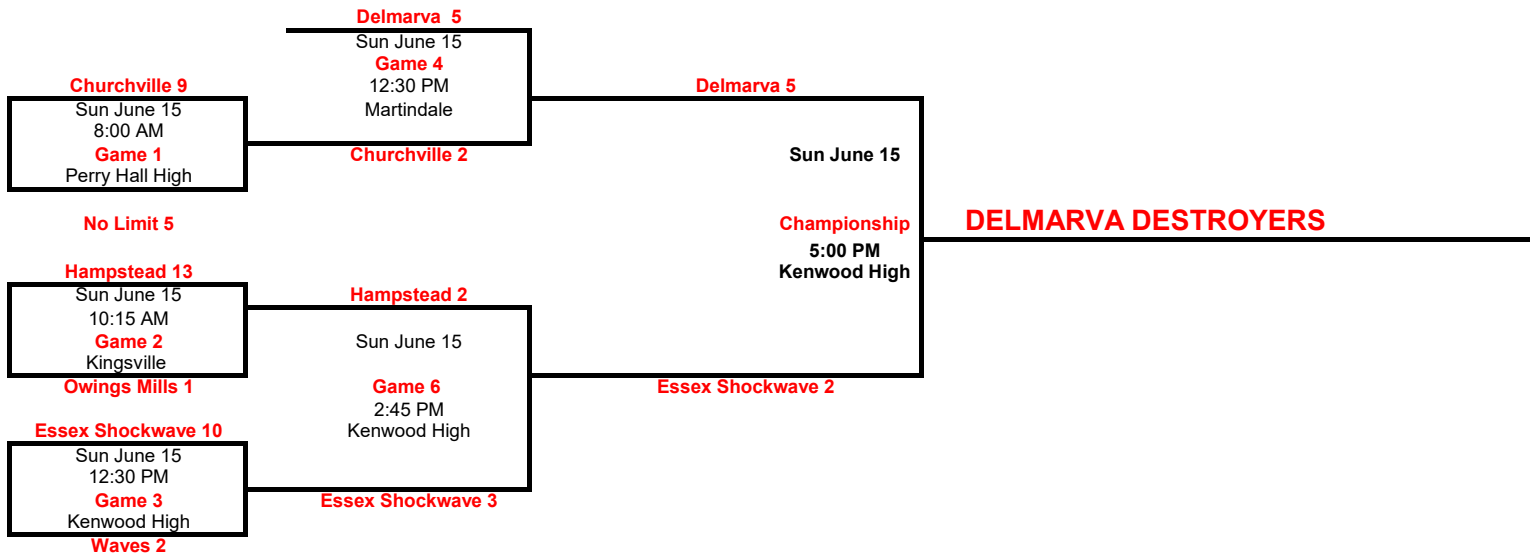 Delmarva  5
Sun June 15
Game 4
12:30 PM
Martindale
Churchville 2
Churchville 9
Sun June 15
8:00 AM
Game 1
Perry Hall High
No Limit 5
Hampstead 13
Sun June 15
10:15 AM
Game 2
Kingsville
Owings Mills 1
Essex Shockwave 10
Sun June 15
12:30 PM
Game 3
Kenwood High
Waves 2
Hampstead 2
Sun June 15
Game 6
2:45 PM
Kenwood High
Essex Shockwave 3
Delmarva 5
Sun June 15
Championship
5:00 PM
Kenwood High
Essex Shockwave 2
DELMARVA DESTROYERS